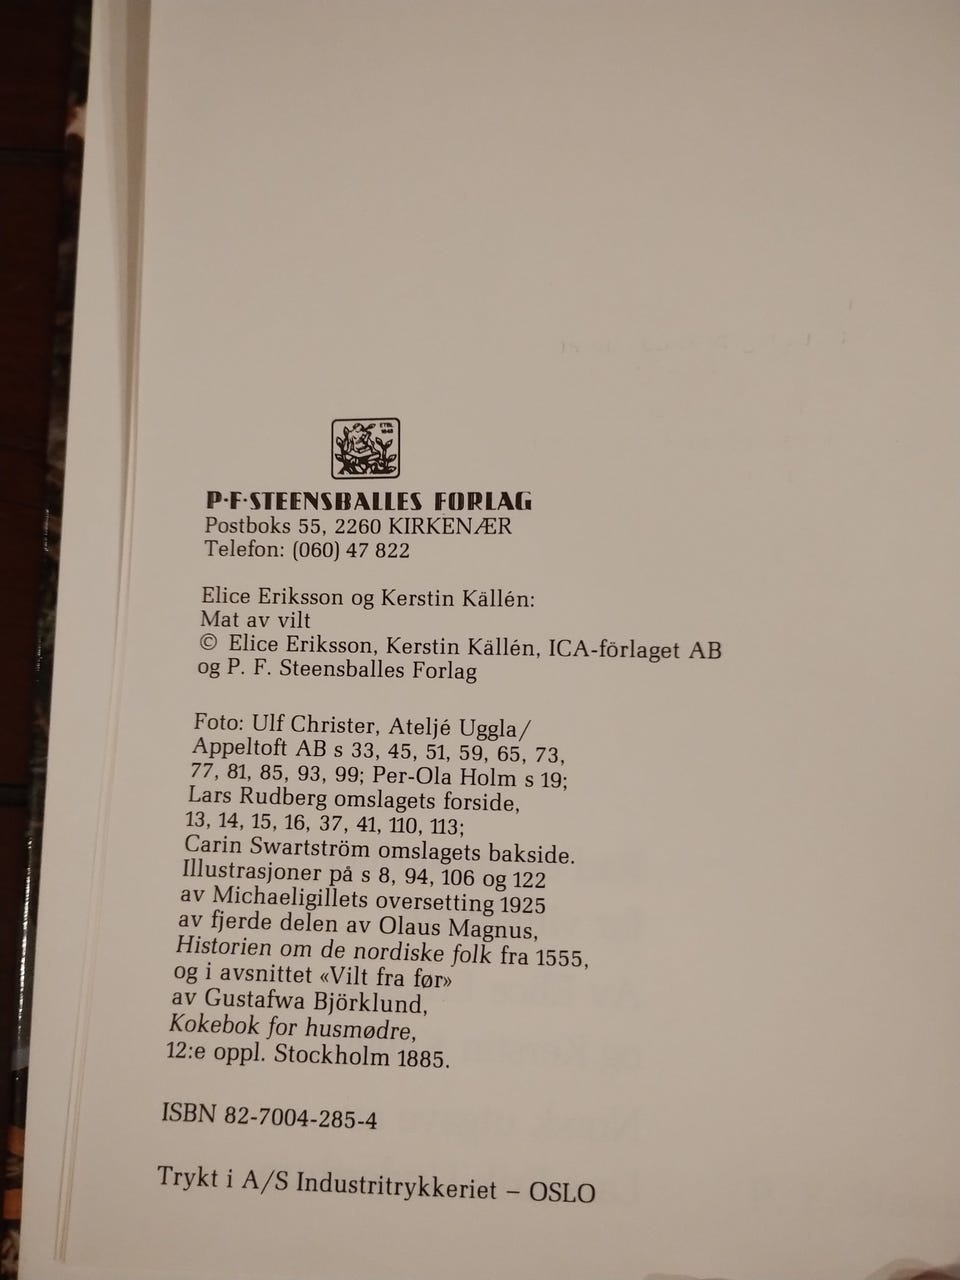 ETBL
1848
P·F·STEENSBALLES FORLAG
Postboks 55, 2260 KIRKENÆR
Telefon: (060) 47 822
Elice Eriksson og Kerstin Källén:
Mat av vilt
© Elice Eriksson, Kerstin Källén, ICA-förlaget AB
og P. F. Steensballes Forlag
Foto: Ulf Christer, Ateljé Uggla/
Appeltoft AB s 33, 45, 51, 59, 65, 73,
77, 81, 85, 93, 99; Per-Ola Holm s 19;
Lars Rudberg omslagets forside,
13, 14, 15, 16, 37, 41, 110, 113;
Carin Swartström omslagets bakside.
Illustrasjoner på s 8, 94, 106 og 122
av Michaeligillets oversetting 1925
av fjerde delen av Olaus Magnus,
Historien om de nordiske folk fra 1555,
og i avsnittet «Vilt fra før»
av Gustafwa Björklund,
Kokebok for husmødre,
12:e oppl. Stockholm 1885.
ISBN 82-7004-285-4
Trykt i A/S Industritrykkeriet – OSLO